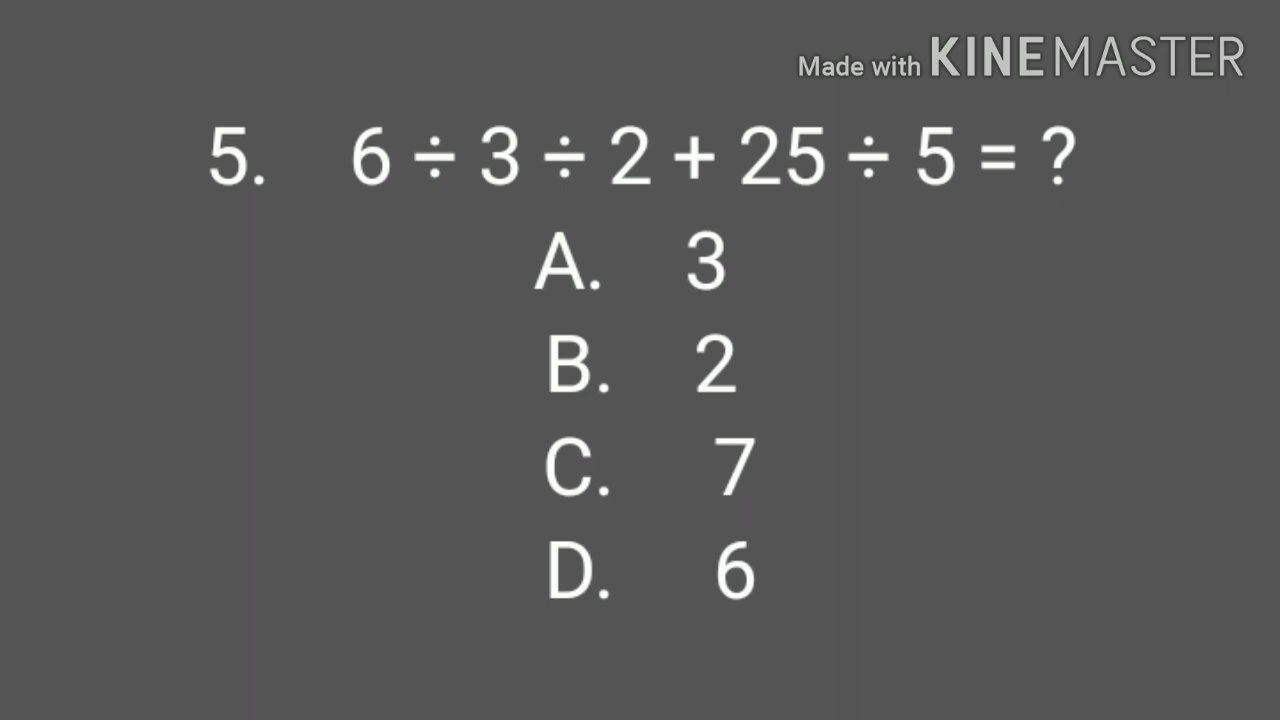 Made with KINEMASTER
5. 6 ÷ 3 ÷ 2 + 25 ÷ 5 = ?
A. 3
B. 2
C. 7
D. 6